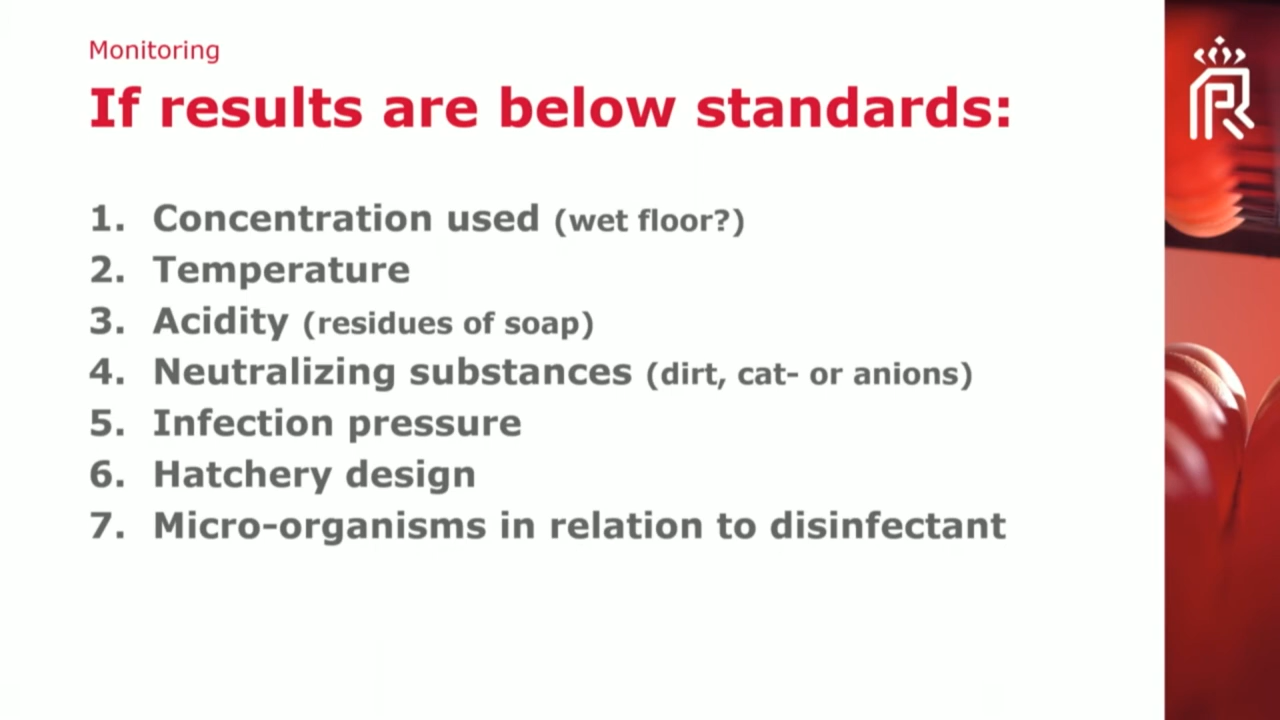 Monitoring
If results are below standards:
1. Concentration used (wet floor?)
2. Temperature
3. Acidity (residues of soap)
4. Neutralizing substances (dirt, cat- or anions)
5. Infection pressure
6. Hatchery design
7. Micro-organisms in relation to disinfectant